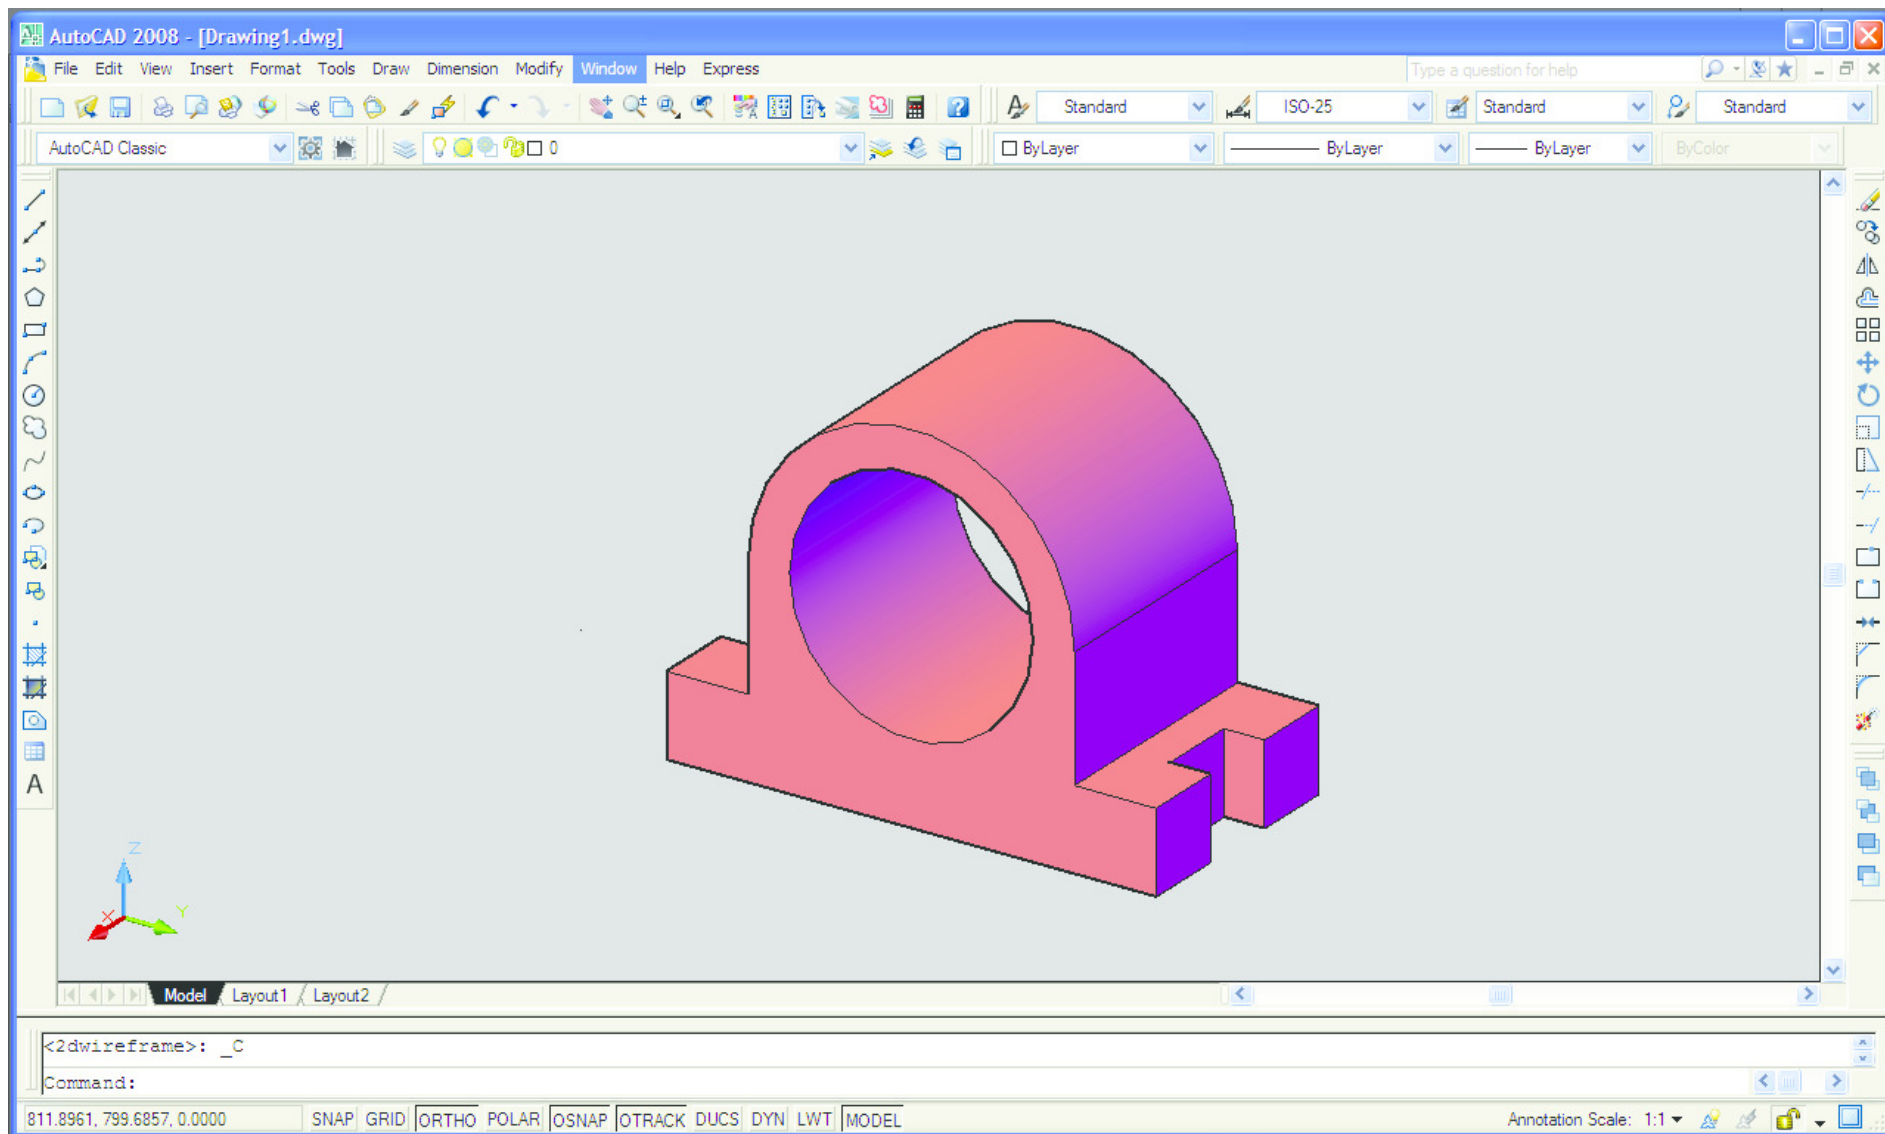 AutoCAD 2008 - [Drawing1.dwg]
File Edit View Insert Format Tools Draw Dimension Modify Window Help Express Type a question for help
Standard ISO-25 Standard Standard
AutoCAD Classic 0 ByLayer ByLayer ByLayer ByColor
A
Z
X Y
Model Layout1 Layout2
<2dwireframe>: _C
Command:
811.8961, 799.6857, 0.0000 SNAP GRID ORTHO POLAR OSNAP OTRACK DUCS DYN LWT MODEL Annotation Scale: 1:1